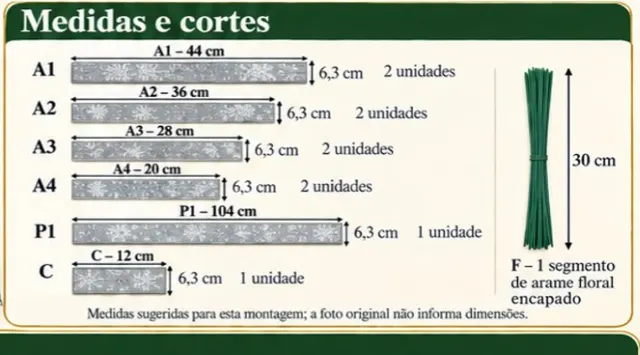 Medidas e cortes
A1 – 44 cm
A1 6,3 cm 2 unidades
A2 – 36 cm
A2 6,3 cm 2 unidades
A3 – 28 cm
A3 6,3 cm 2 unidades
A4 – 20 cm
A4 6,3 cm 2 unidades
P1 – 104 cm
P1 6,3 cm 1 unidade
C – 12 cm
C 6,3 cm 1 unidade
30 cm
F – 1 segmento
de arame floral
encapado
Medidas sugeridas para esta montagem; a foto original não informa dimensões.